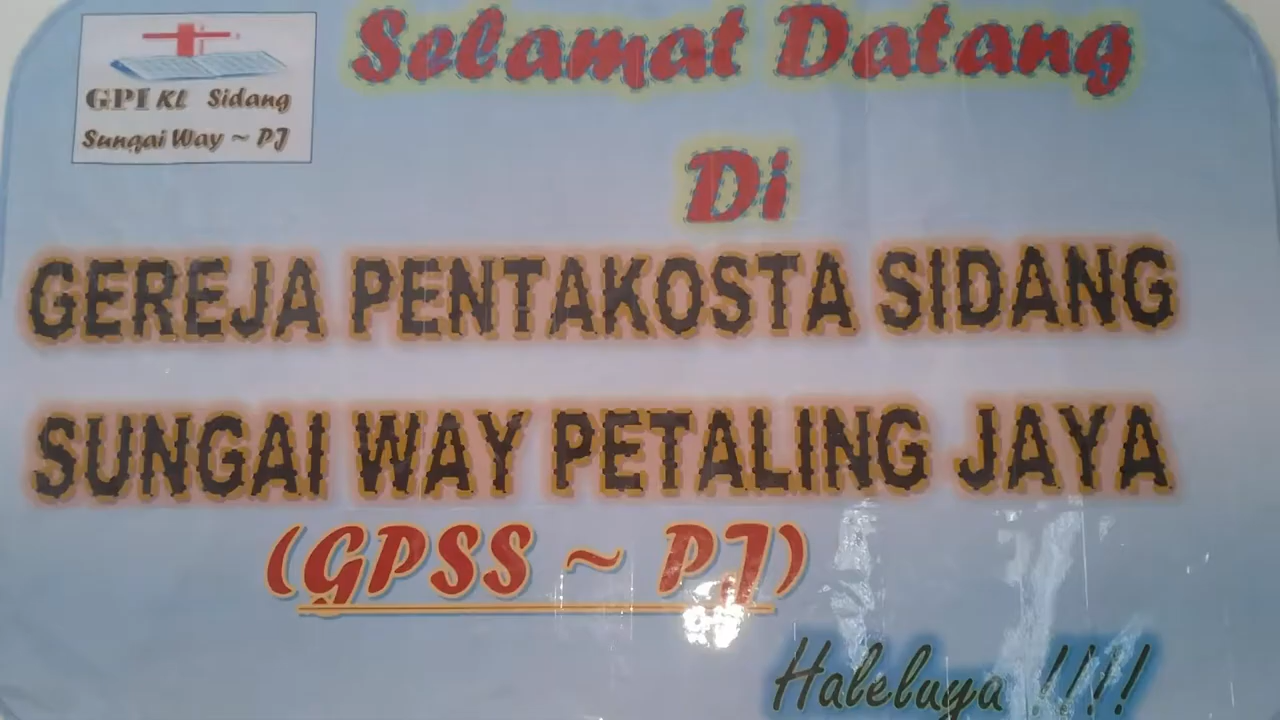 GPI KL Sidang
Sungai Way ~ PJ
Selamat Datang
Di
GEREJA PENTAKOSTA SIDANG
SUNGAI WAY PETALING JAYA
(GPSS ~ PJ)
Haleluya !!!!